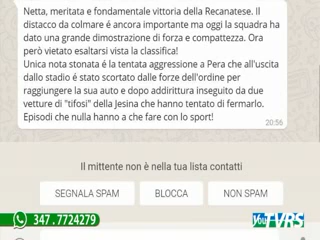 Netta, meritata e fondamentale vittoria della Recanatese. Il
distacco da colmare é ancora importante ma oggi la squadra ha
dato una grande dimostrazione di forza e compattezza. Ora
però vietato esaltarsi vista la classifica!
Unica nota stonata é la tentata aggressione a Pera che all'uscita
dallo stadio é stato scortato dalle forze dell'ordine per
raggiungere la sua auto e dopo addirittura inseguito da due
vetture di "tifosi" della Jesina che hanno tentato di fermarlo.
Episodi che nulla hanno a che fare con lo sport!
20:56
Il mittente non è nella tua lista contatti
SEGNALA SPAM
BLOCCA
NON SPAM
347.7724279
You TVRS